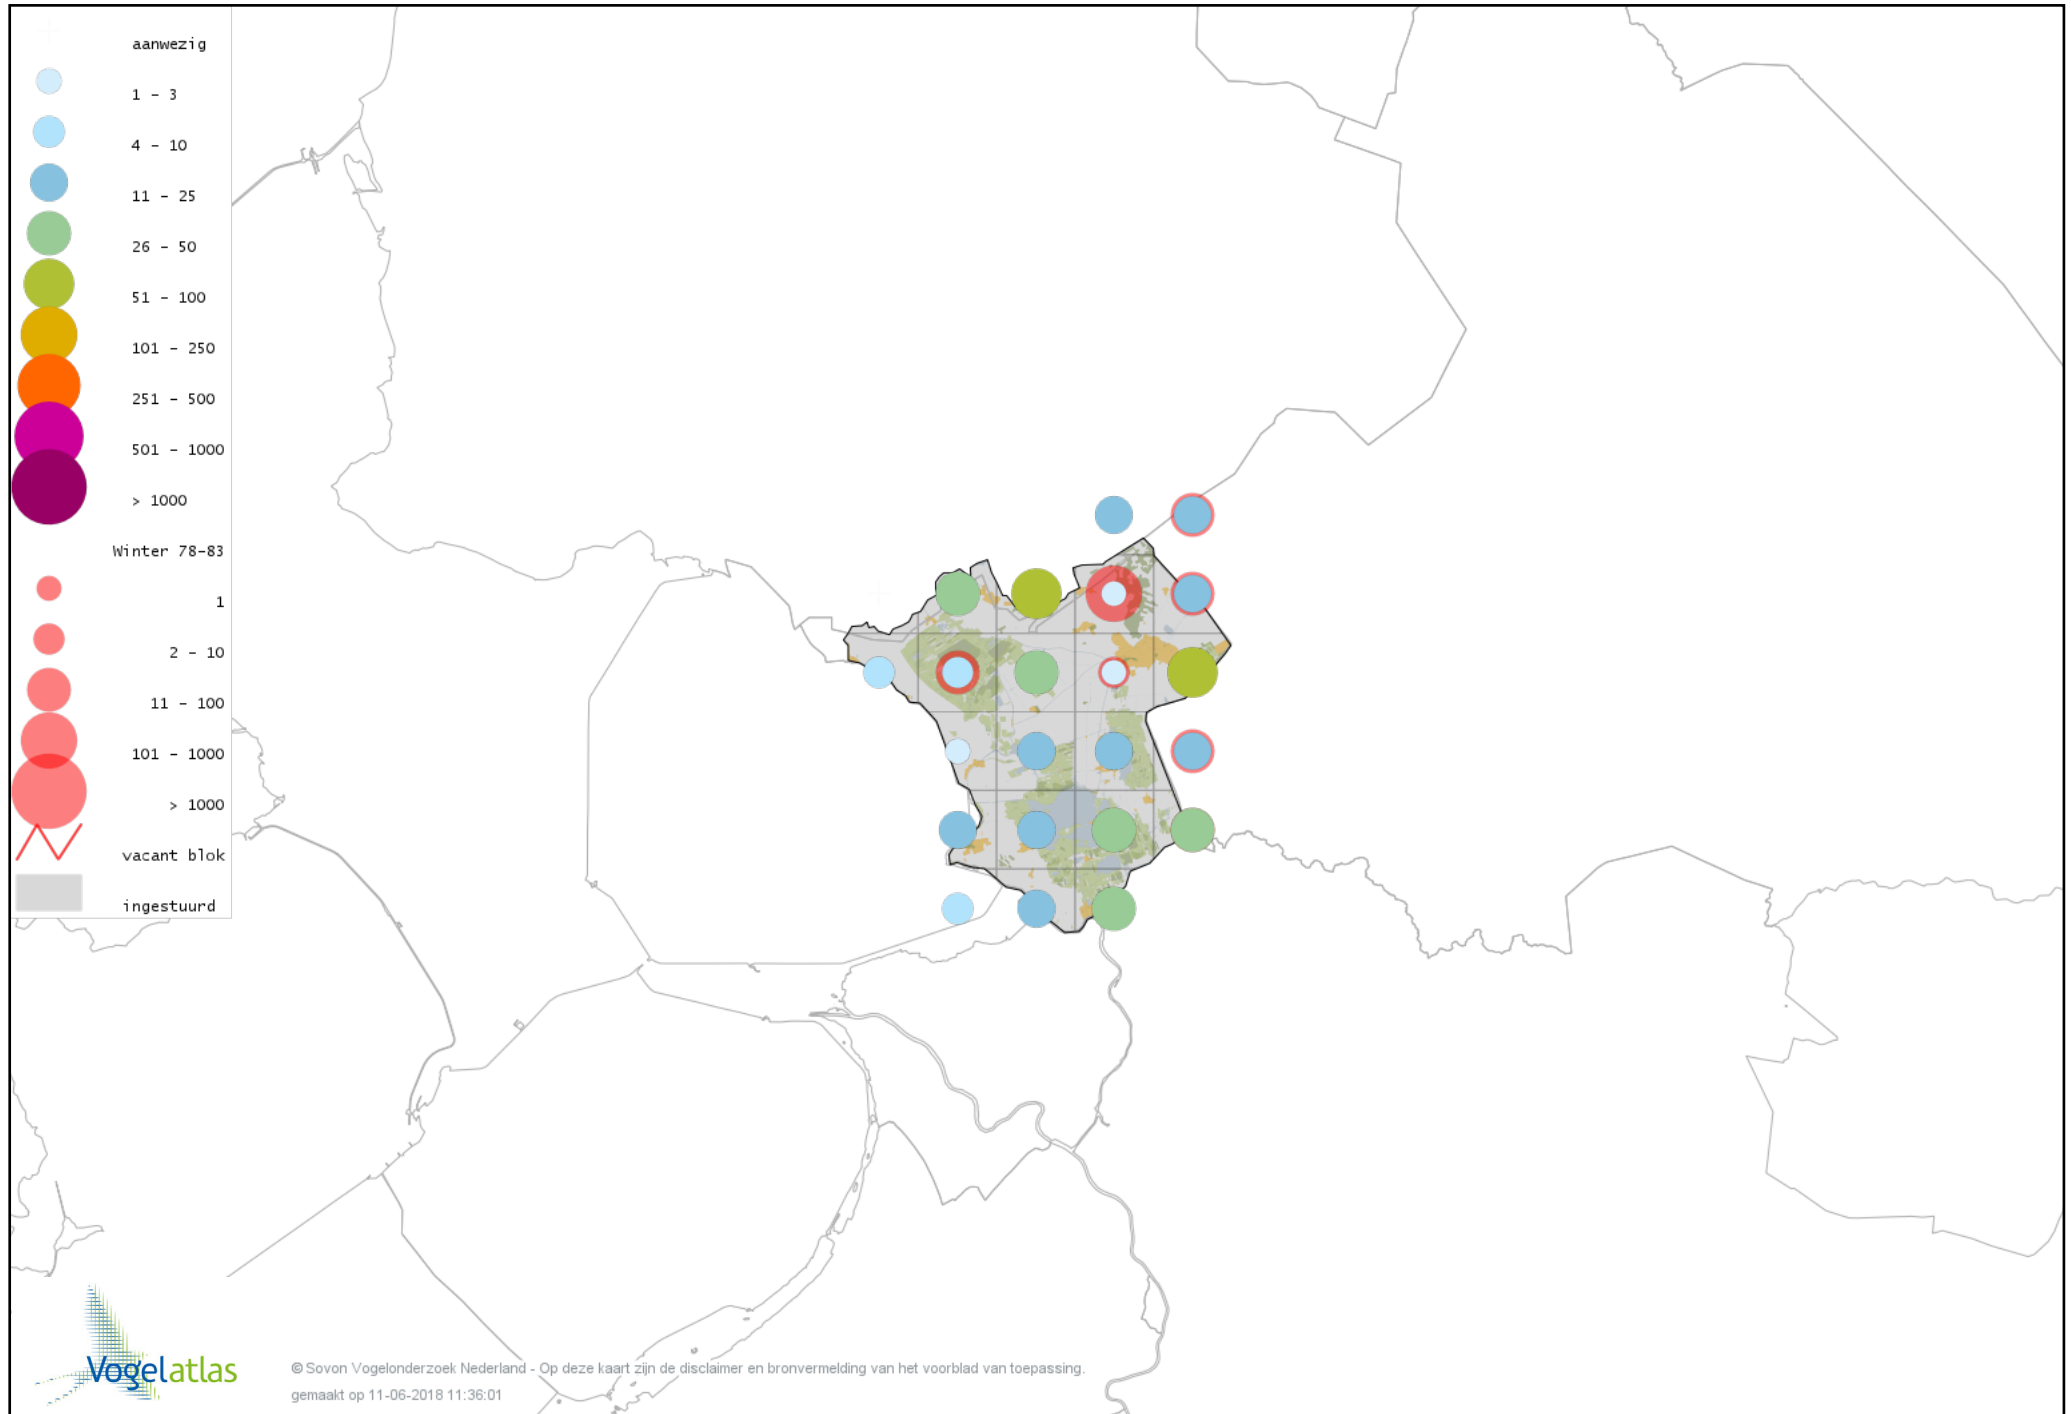 aanwezig
1 - 3
4 - 10
11 - 25
26 - 50
51 - 100
101 - 250
251 - 500
501 - 1000
> 1000
Winter 78-83
1
2 - 10
11 - 100
101 - 1000
> 1000
vacant blok
ingestuurd
Vogelatlas
© Sovon Vogelonderzoek Nederland - Op deze kaart zijn de disclaimer en bronvermelding van het voorblad van toepassing.
gemaakt op 11-06-2018 11:36:01